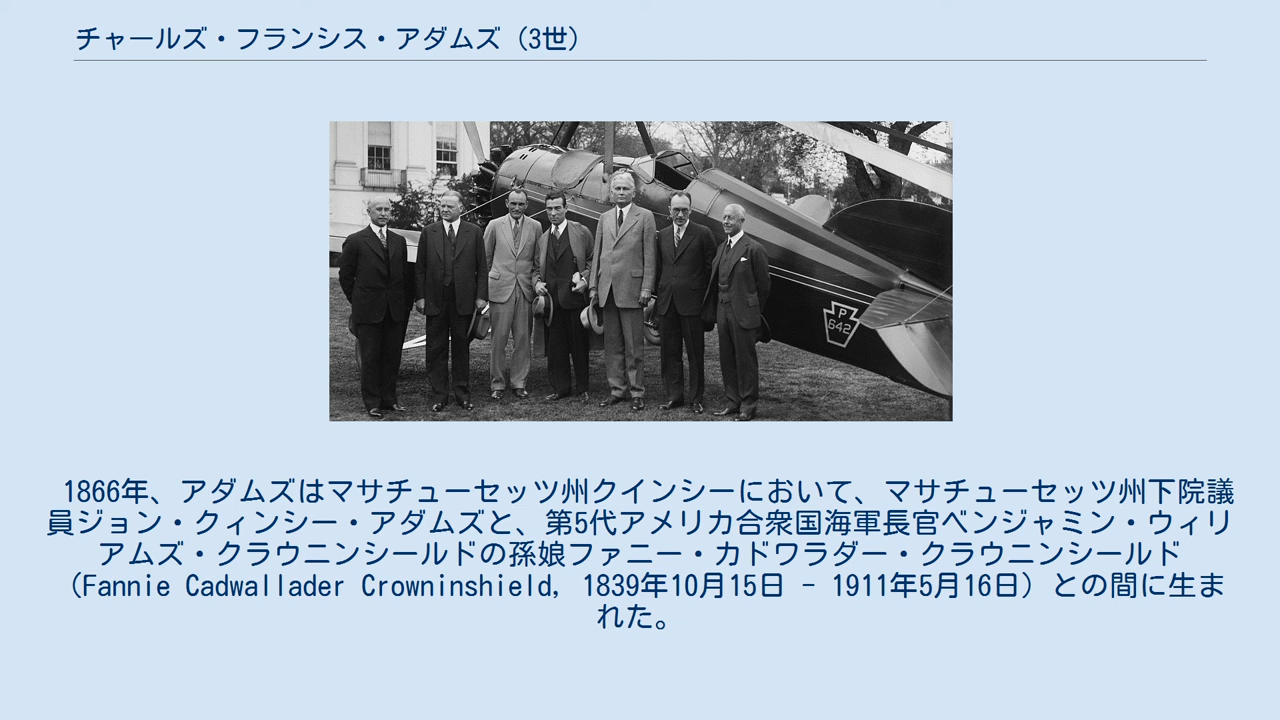 チャールズ・フランシス・アダムズ（3世）
P
642
1866年、アダムズはマサチューセッツ州クインシーにおいて、マサチューセッツ州下院議
員ジョン・クィンシー・アダムズと、第5代アメリカ合衆国海軍長官ベンジャミン・ウィリ
アムズ・クラウニンシールドの孫娘ファニー・カドワラダー・クラウニンシールド
（Fannie Cadwallader Crowninshield, 1839年10月15日 - 1911年5月16日）との間に生ま
れた。